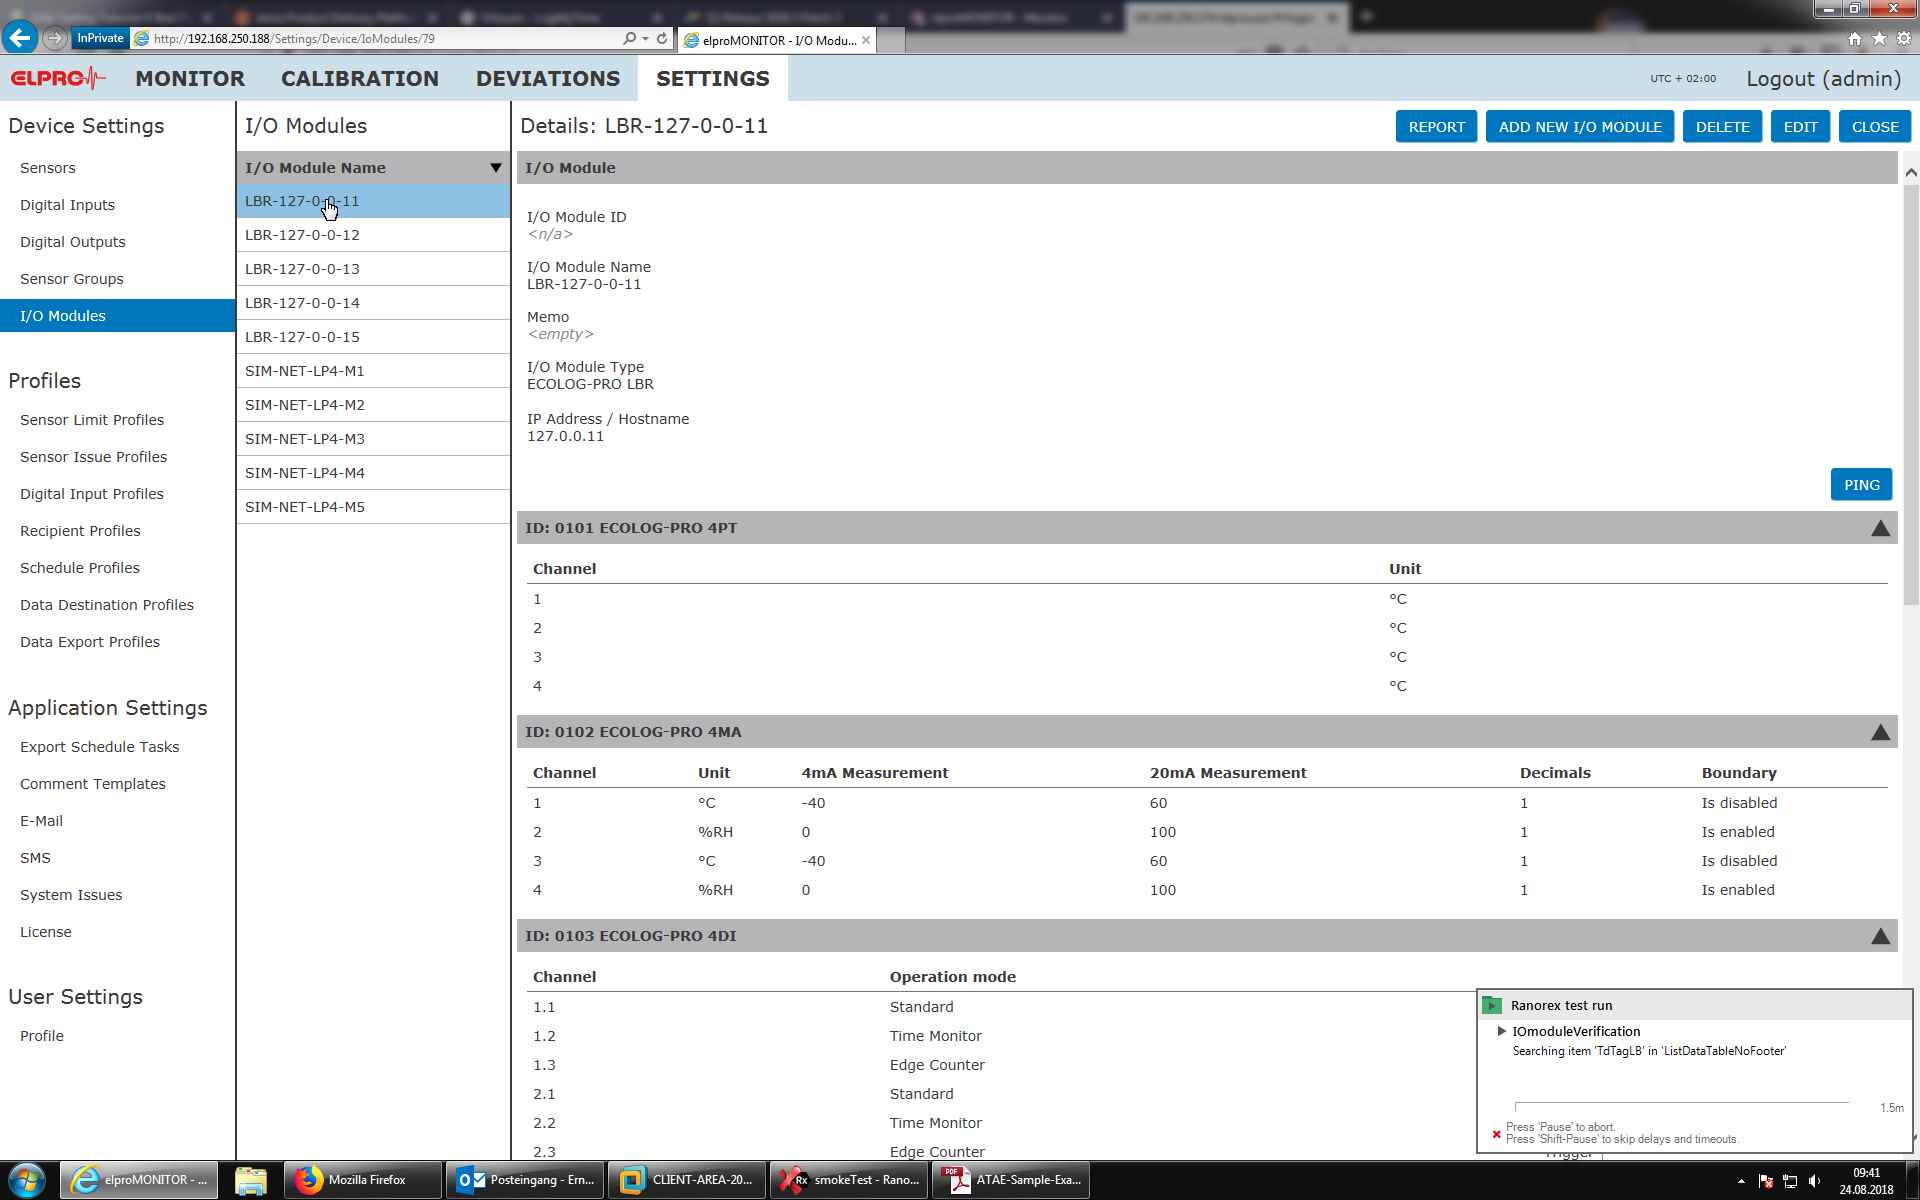 InPrivate
http://192.168.250.188/Settings/Device/IoModules/79
elproMONITOR - I/O Modu...
ELPRO
MONITOR
CALIBRATION
DEVIATIONS
SETTINGS
UTC + 02:00
Logout (admin)
Device Settings
Sensors
Digital Inputs
Digital Outputs
Sensor Groups
I/O Modules
Profiles
Sensor Limit Profiles
Sensor Issue Profiles
Digital Input Profiles
Recipient Profiles
Schedule Profiles
Data Destination Profiles
Data Export Profiles
Application Settings
Export Schedule Tasks
Comment Templates
E-Mail
SMS
System Issues
License
User Settings
Profile
I/O Modules
I/O Module Name
LBR-127-0-0-11
LBR-127-0-0-12
LBR-127-0-0-13
LBR-127-0-0-14
LBR-127-0-0-15
SIM-NET-LP4-M1
SIM-NET-LP4-M2
SIM-NET-LP4-M3
SIM-NET-LP4-M4
SIM-NET-LP4-M5
Details: LBR-127-0-0-11
REPORT
ADD NEW I/O MODULE
DELETE
EDIT
CLOSE
I/O Module
I/O Module ID
<n/a>
I/O Module Name
LBR-127-0-0-11
Memo
<empty>
I/O Module Type
ECOLOG-PRO LBR
IP Address / Hostname
127.0.0.11
PING
ID: 0101 ECOLOG-PRO 4PT
Channel Unit
1 °C
2 °C
3 °C
4 °C
ID: 0102 ECOLOG-PRO 4MA
Channel Unit 4mA Measurement 20mA Measurement Decimals Boundary
1 °C -40 60 1 Is disabled
2 %RH 0 100 1 Is enabled
3 °C -40 60 1 Is disabled
4 %RH 0 100 1 Is enabled
ID: 0103 ECOLOG-PRO 4DI
Channel Operation mode
1.1 Standard
1.2 Time Monitor
1.3 Edge Counter
2.1 Standard
2.2 Time Monitor
2.3 Edge Counter
Ranorex test run
IOmoduleVerification
Searching item 'TdTagLB' in 'ListDataTableNoFooter'
1.5m
Press 'Pause' to abort.
Press 'Shift-Pause' to skip delays and timeouts.
elproMONITOR - ...
Mozilla Firefox
Posteingang - Ern...
CLIENT-AREA-20...
Rx
smokeTest - Rano...
PDF
ATAE-Sample-Exa...
09:41
24.08.2018